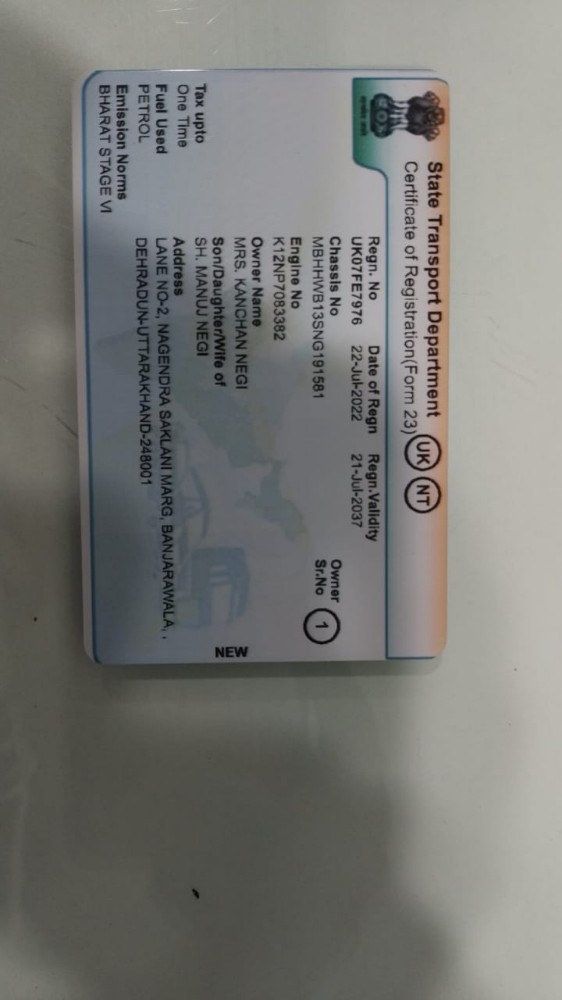 State Transport Department
Certificate of Registration(Form 23)
UK NT
Regn. No Date of Regn Regn.Validity
UK07FE7976 22-Jul-2022 21-Jul-2037
Chassis No
MBHHWB13SNG191581
Owner
Sr.No 1
Engine No
K12NP7083382
Owner Name
MRS. KANCHAN NEGI
Son/Daughter/Wife of
SH. MANUJ NEGI
NEW
Tax upto
One Time
Address
LANE NO-2, NAGENDRA SAKLANI MARG, BANJARAWALA, ,
DEHRADUN-UTTARAKHAND-248001
Fuel Used
PETROL
Emission Norms
BHARAT STAGE VI